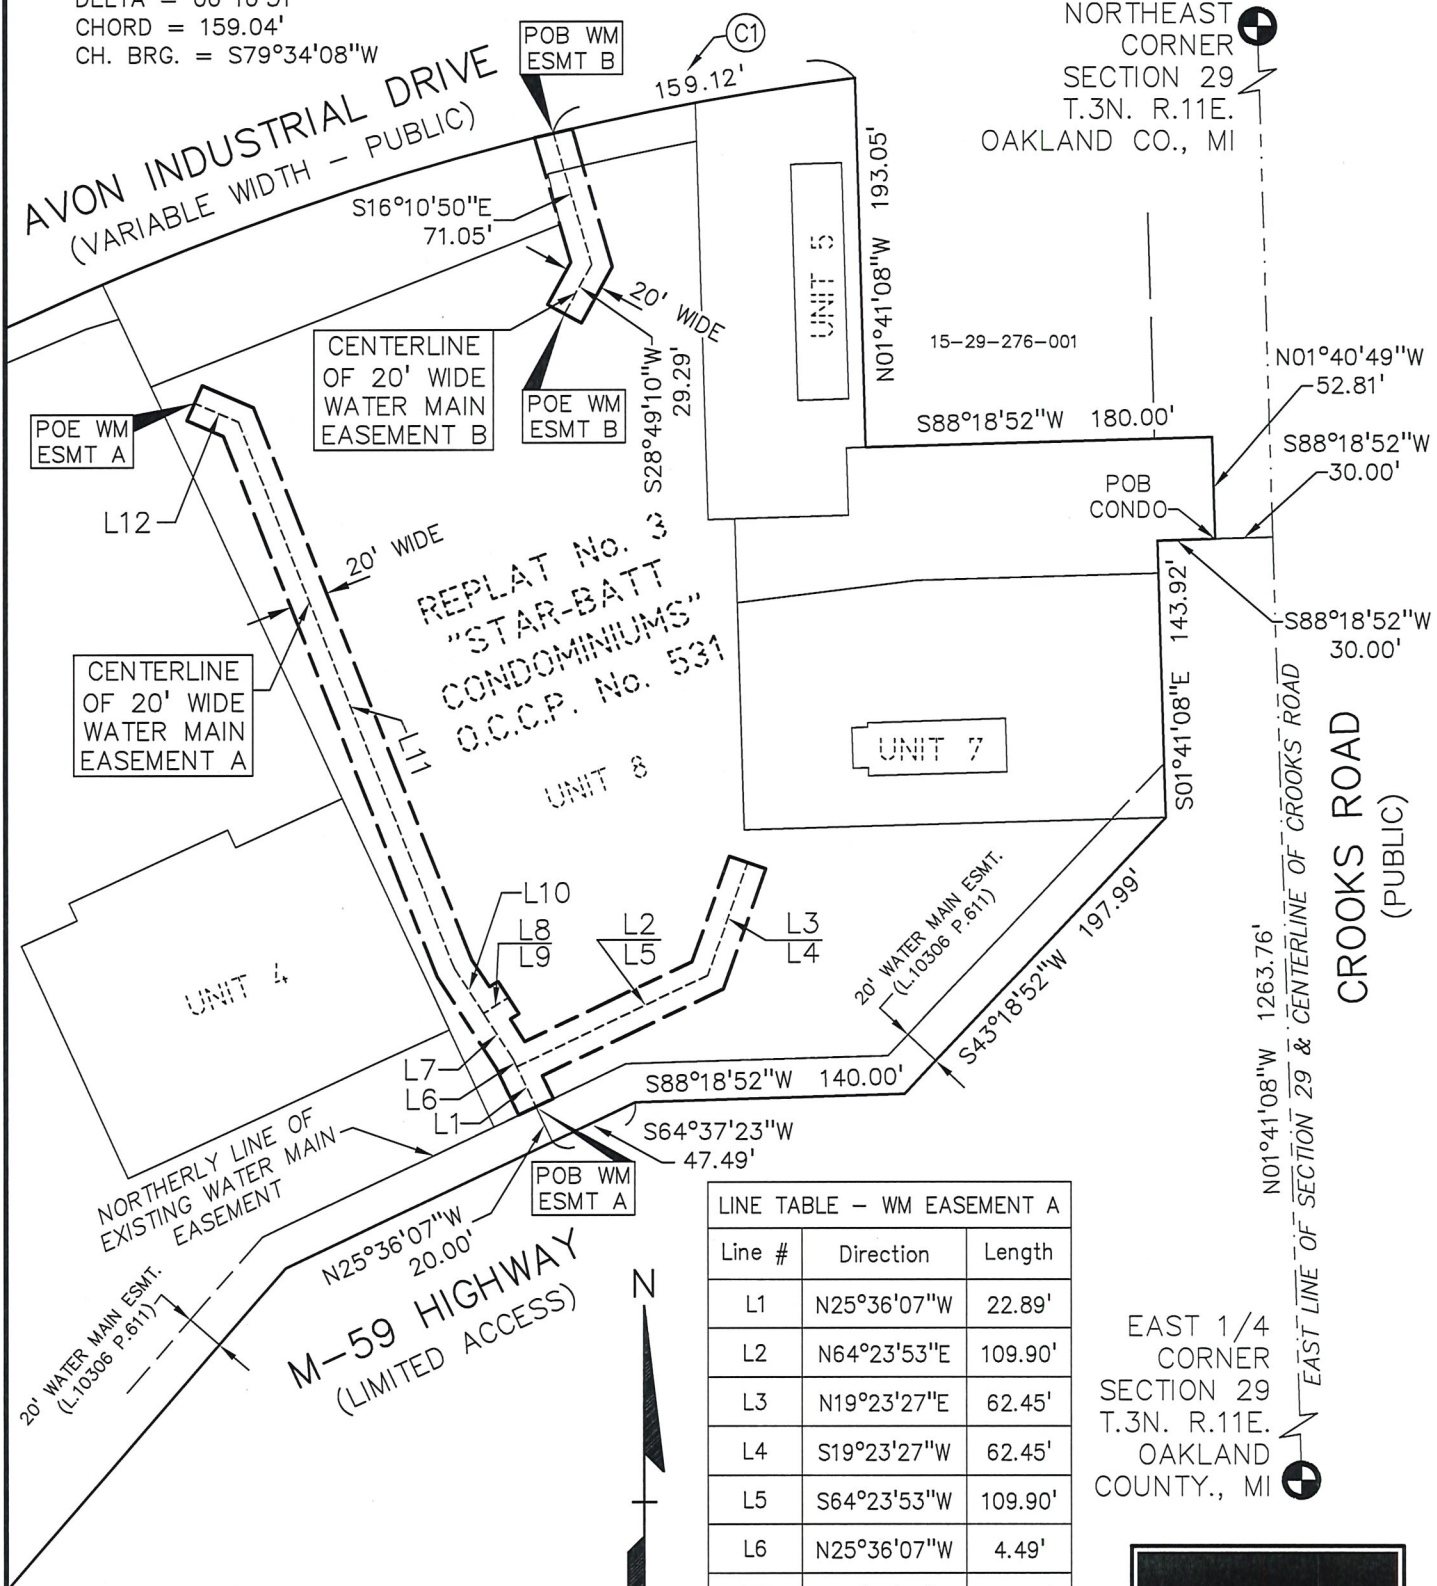 CHORD = 159.04'
CH. BRG. = S79°34'08"W
POB WM
ESMT B
C1
159.12'
NORTHEAST
CORNER
SECTION 29
T.3N. R.11E.
OAKLAND CO., MI
AVON INDUSTRIAL DRIVE
(VARIABLE WIDTH - PUBLIC)
S16°10'50"E
71.05'
UNIT 5
N01°41'08"W 193.05'
20' WIDE
CENTERLINE
OF 20' WIDE
WATER MAIN
EASEMENT B
S28°49'10"W
29.29'
15-29-276-001
N01°40'49"W
52.81'
POE WM
ESMT A
POE WM
ESMT B
S88°18'52"W 180.00'
S88°18'52"W
30.00'
POB
CONDO
L12
20' WIDE
REPLAT No. 3
"STAR-BATT
CONDOMINIUMS"
O.C.C.P. No. 531
S01°41'08"E 143.92'
S88°18'52"W
30.00'
CENTERLINE
OF 20' WIDE
WATER MAIN
EASEMENT A
L11
UNIT 8
UNIT 7
CROOKS ROAD
(PUBLIC)
EAST LINE OF SECTION 29 & CENTERLINE OF CROOKS ROAD
N01°41'08"W 1263.76'
L10
L8
L9
L2
L5
L3
L4
20' WATER MAIN ESMT.
(L.10306 P.611)
S43°18'52"W 197.99'
UNIT 4
L7
L6
L1
S88°18'52"W 140.00'
S64°37'23"W
47.49'
NORTHERLY LINE OF
EXISTING WATER MAIN
EASEMENT
POB WM
ESMT A
N25°36'07"W
20.00'
M-59 HIGHWAY
(LIMITED ACCESS)
20' WATER MAIN ESMT.
(L.10306 P.611)
N
LINE TABLE - WM EASEMENT A
Line # Direction Length
L1 N25°36'07"W 22.89'
L2 N64°23'53"E 109.90'
L3 N19°23'27"E 62.45'
L4 S19°23'27"W 62.45'
L5 S64°23'53"W 109.90'
L6 N25°36'07"W 4.49'
EAST 1/4
CORNER
SECTION 29
T.3N. R.11E.
OAKLAND
COUNTY., MI